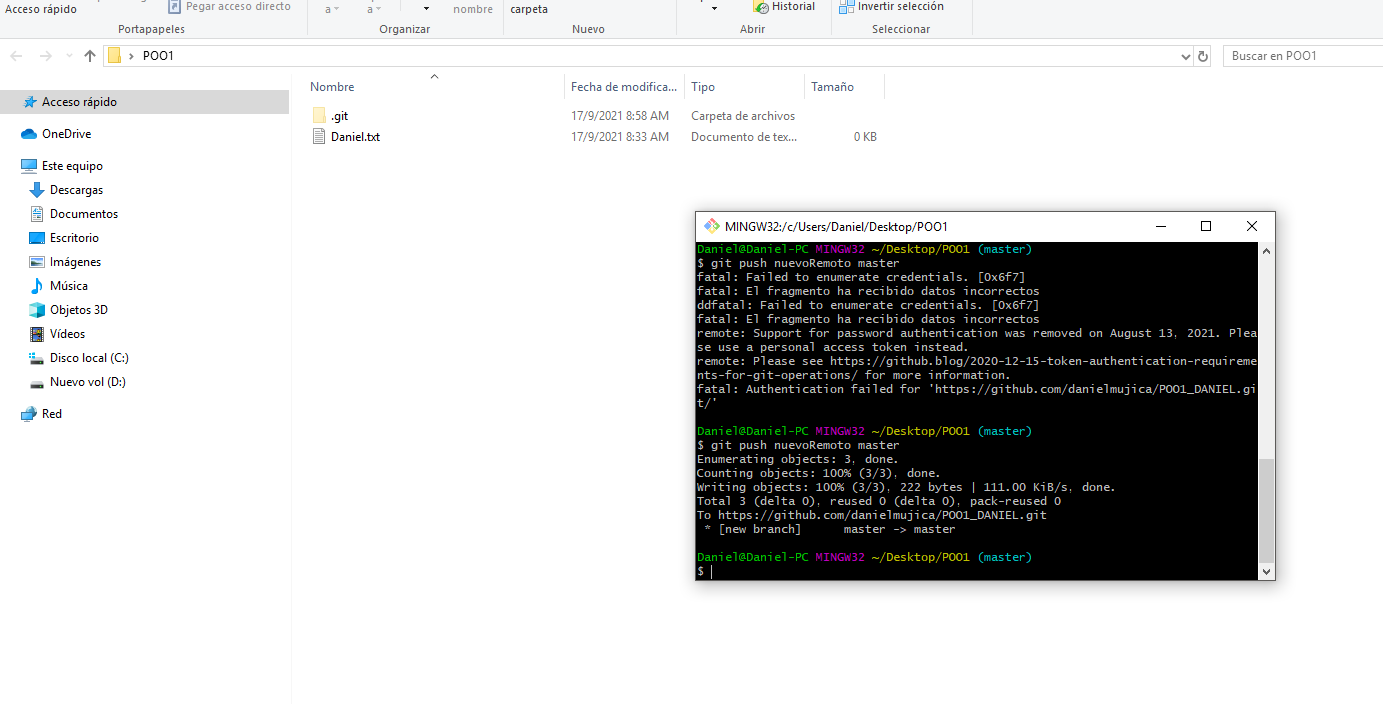 Acceso rápido
Pegar acceso directo
nombre
carpeta
Historial
Invertir selección
Portapapeles
Organizar
Nuevo
Abrir
Seleccionar
POO1
Buscar en POO1
Nombre
Fecha de modifica...
Tipo
Tamaño
.git
17/9/2021 8:58 AM
Carpeta de archivos
Daniel.txt
17/9/2021 8:33 AM
Documento de tex...
0 KB
Acceso rápido
OneDrive
Este equipo
Descargas
Documentos
Escritorio
Imágenes
Música
Objetos 3D
Vídeos
Disco local (C:)
Nuevo vol (D:)
Red
MINGW32:/c/Users/Daniel/Desktop/POO1
Daniel@Daniel-PC MINGW32 ~/Desktop/POO1 (master)
$ git push nuevoRemoto master
fatal: Failed to enumerate credentials. [0x6f7]
fatal: El fragmento ha recibido datos incorrectos
ddfatal: Failed to enumerate credentials. [0x6f7]
fatal: El fragmento ha recibido datos incorrectos
remote: Support for password authentication was removed on August 13, 2021. Plea
se use a personal access token instead.
remote: Please see https://github.blog/2020-12-15-token-authentication-requireme
nts-for-git-operations/ for more information.
fatal: Authentication failed for 'https://github.com/danielmujica/POO1_DANIEL.gi
t/'
Daniel@Daniel-PC MINGW32 ~/Desktop/POO1 (master)
$ git push nuevoRemoto master
Enumerating objects: 3, done.
Counting objects: 100% (3/3), done.
Writing objects: 100% (3/3), 222 bytes | 111.00 KiB/s, done.
Total 3 (delta 0), reused 0 (delta 0), pack-reused 0
To https://github.com/danielmujica/POO1_DANIEL.git
 * [new branch]      master -> master
Daniel@Daniel-PC MINGW32 ~/Desktop/POO1 (master)
$